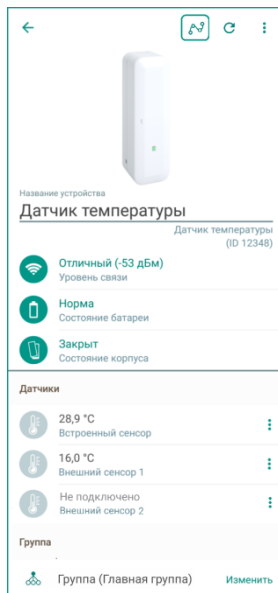 Название устройства
Датчик температуры
Датчик температуры
(ID 12348)
Отличный (-53 дБм)
Уровень связи
Норма
Состояние батареи
Закрыт
Состояние корпуса
Датчики
28,9 °C
Встроенный сенсор
16,0 °C
Внешний сенсор 1
Не подключено
Внешний сенсор 2
Группа
Группа (Главная группа) Изменить